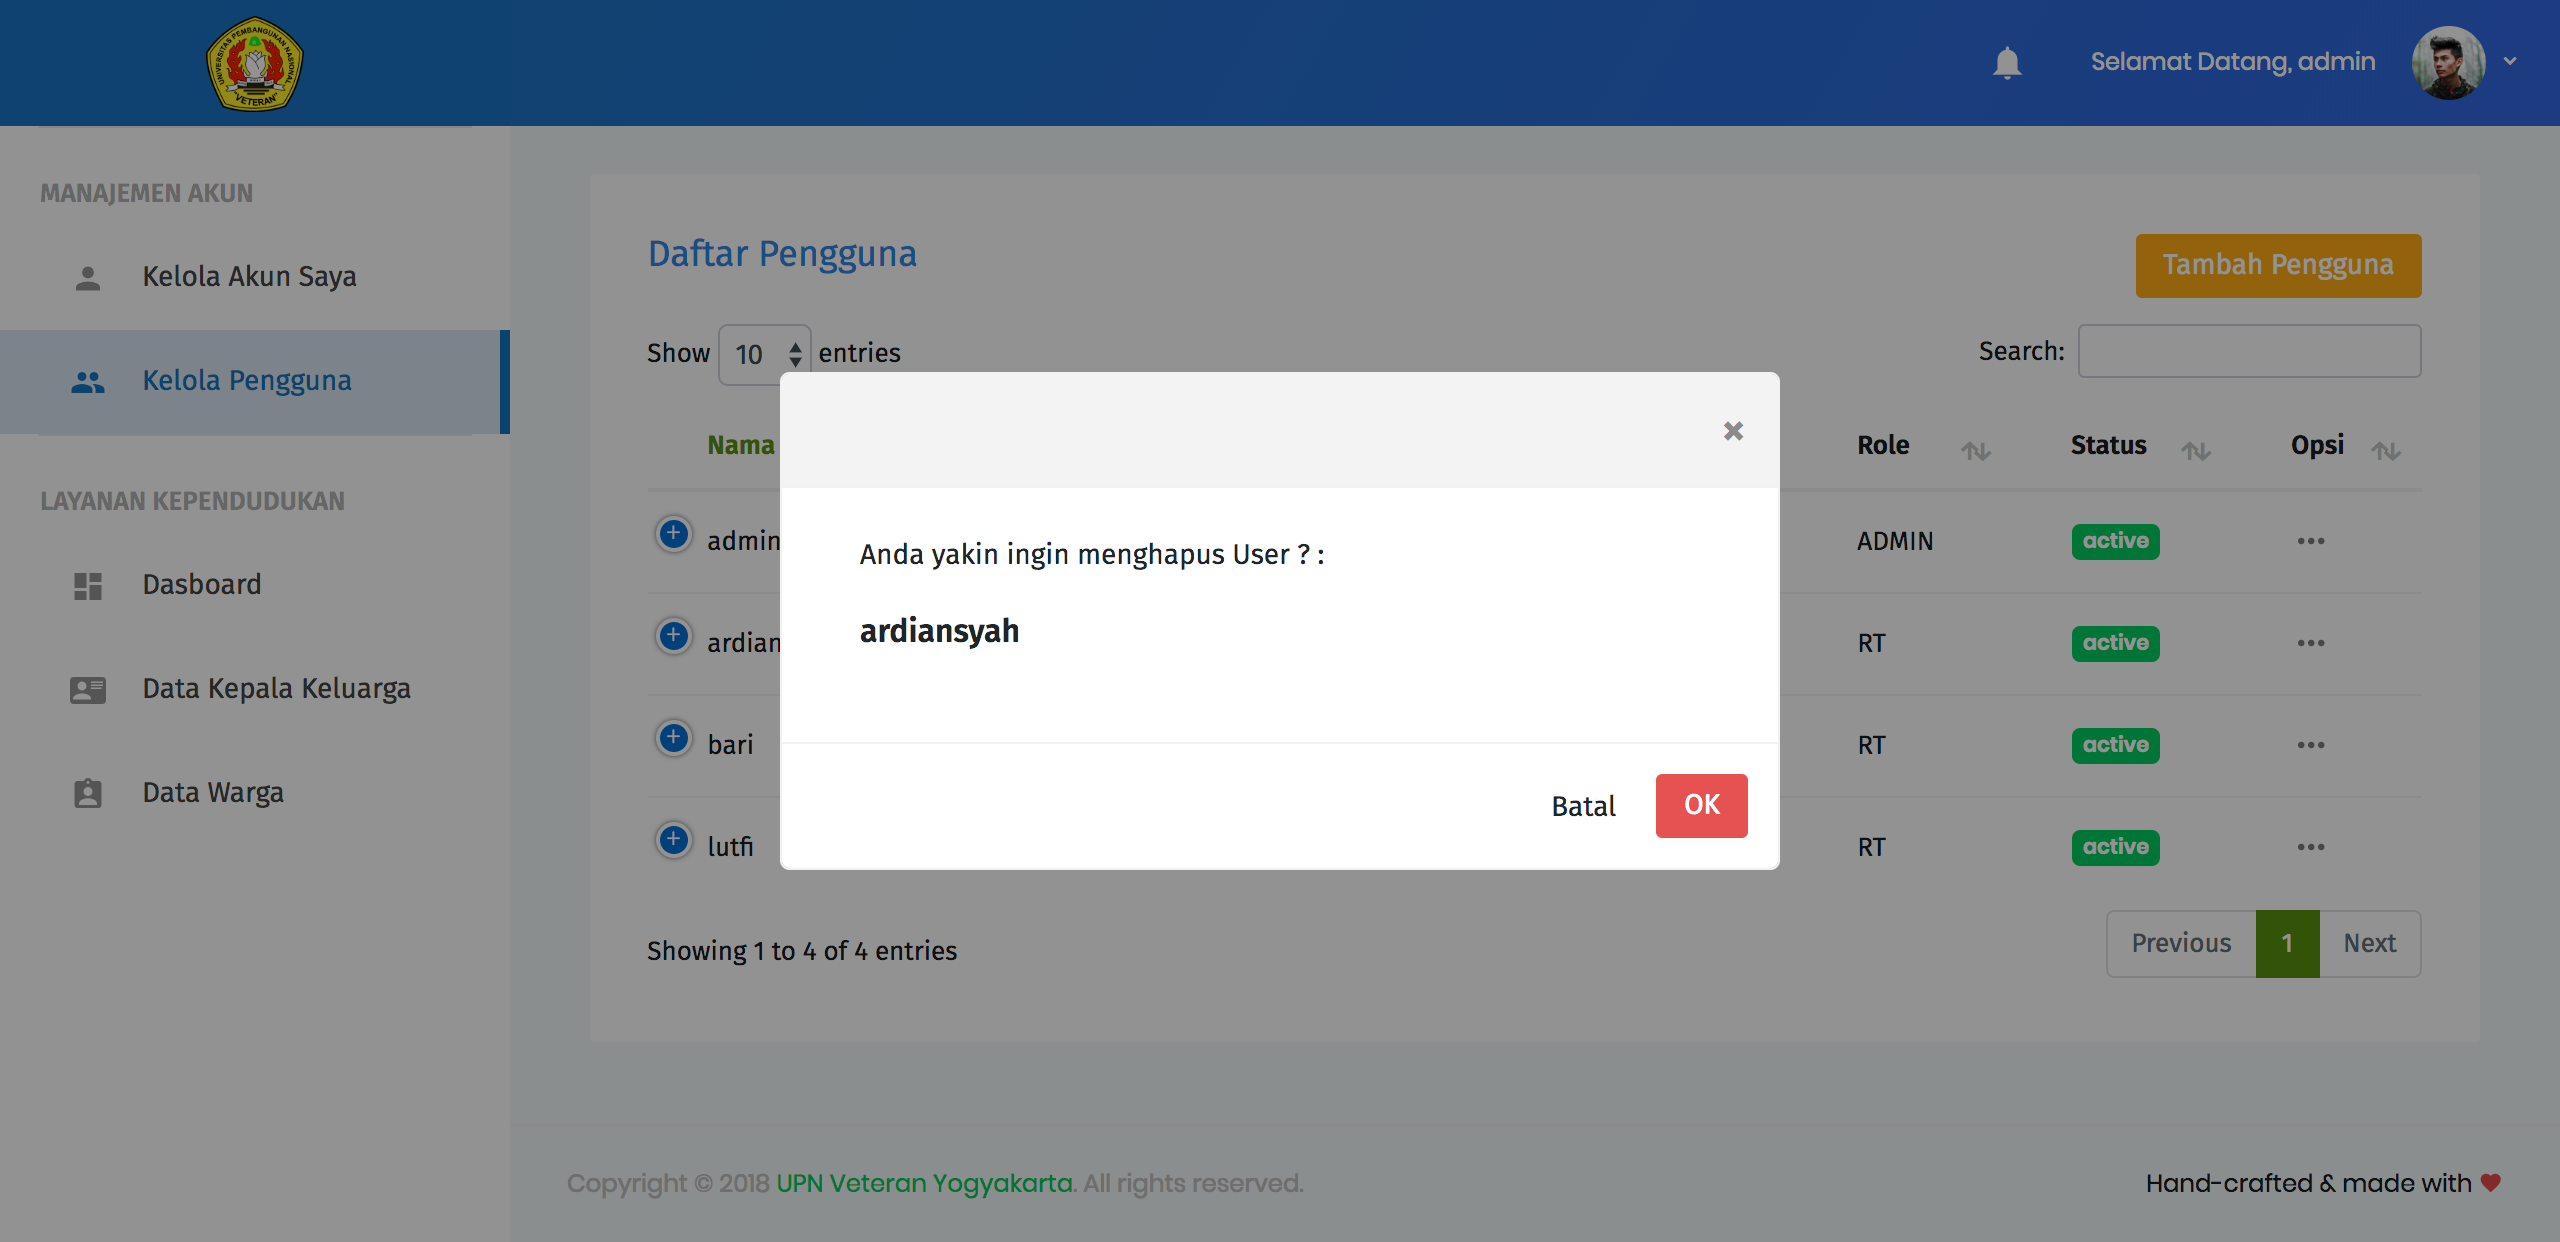 UNIVERSITAS PEMBANGUNAN NASIONAL
"VETERAN"
Selamat Datang, admin
MANAJEMEN AKUN
Kelola Akun Saya
Kelola Pengguna
LAYANAN KEPENDUDUKAN
Dasboard
Data Kepala Keluarga
Data Warga
Daftar Pengguna
Tambah Pengguna
Show 10 entries
Search:
Nama Role Status Opsi
admin ADMIN active
ardian RT active
bari RT active
lutfi RT active
Anda yakin ingin menghapus User ? :
ardiansyah
Batal OK
Showing 1 to 4 of 4 entries
Previous 1 Next
Copyright © 2018 UPN Veteran Yogyakarta. All rights reserved.
Hand-crafted & made with